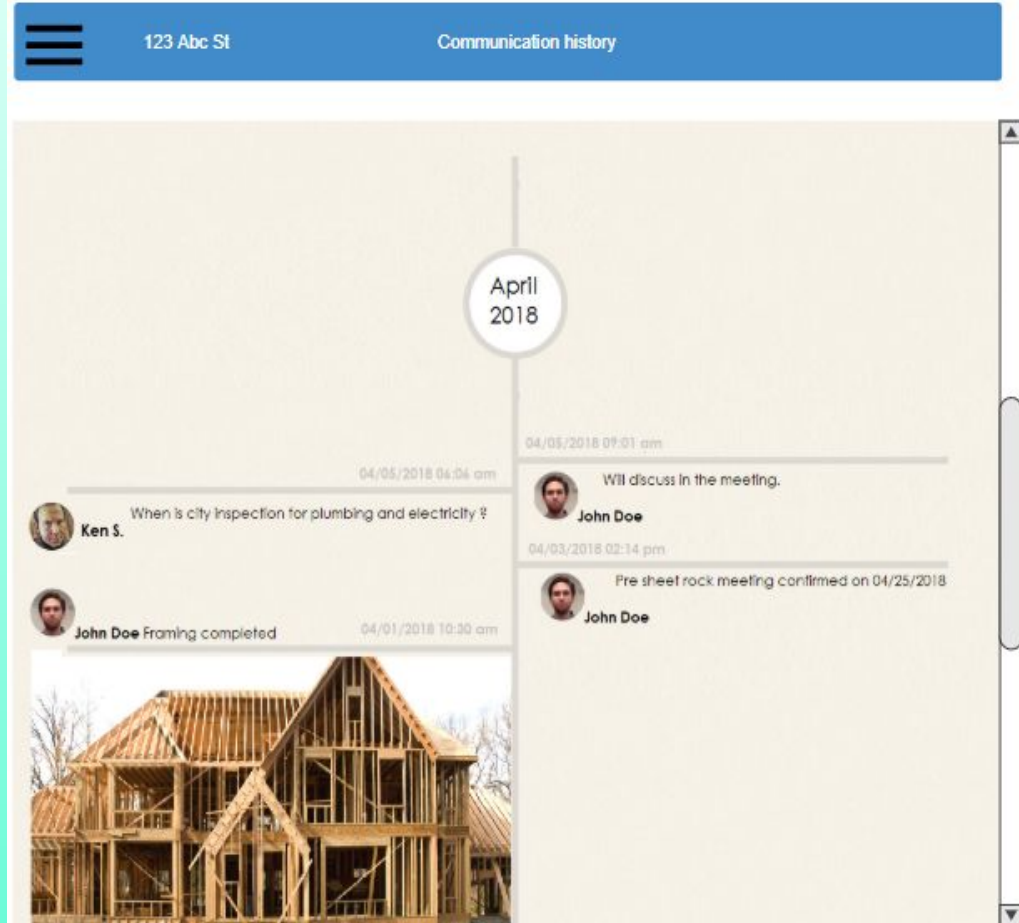 123 Abc St
Communication history
April
2018
04/05/2018 09:01 am
Will discuss in the meeting.
John Doe
04/05/2018 06:06 am
When is city inspection for plumbing and electricity ?
Ken S.
04/03/2018 02:14 pm
Pre sheet rock meeting confirmed on 04/25/2018
John Doe
John Doe Framing completed
04/01/2018 10:30 am